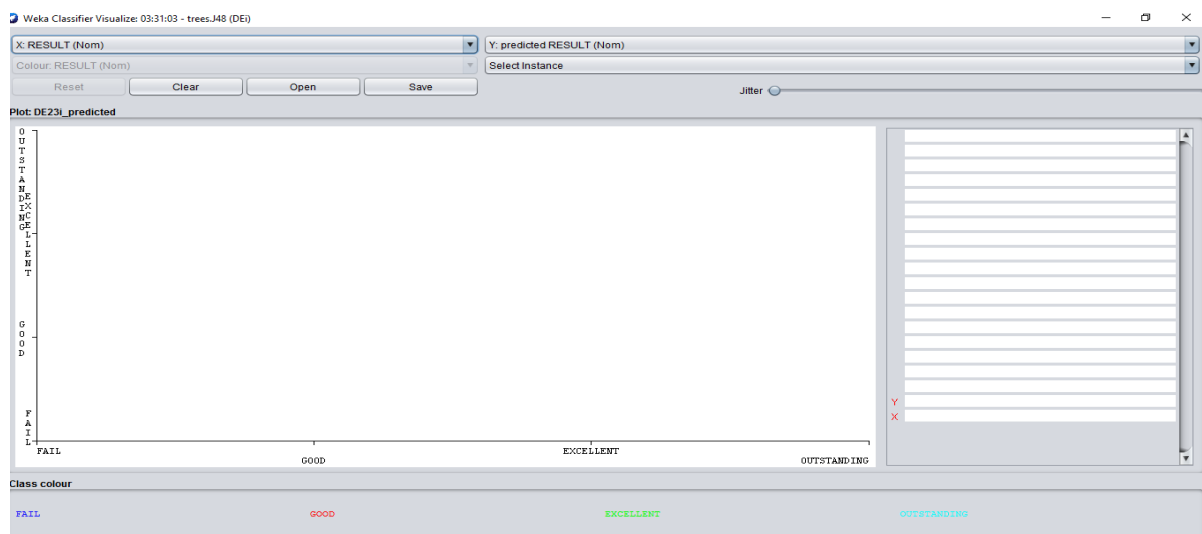 Weka Classifier Visualize: 03:31:03 - trees.J48 (DEi)
X: RESULT (Nom)
Y: predicted RESULT (Nom)
Colour: RESULT (Nom)
Select Instance
Reset
Clear
Open
Save
Jitter
Plot: DE23i_predicted
OUTSTANDING
EXCELLENT
GOOD
FAIL
Y
X
FAIL
GOOD
EXCELLENT
OUTSTANDING
Class colour
FAIL
GOOD
EXCELLENT
OUTSTANDING